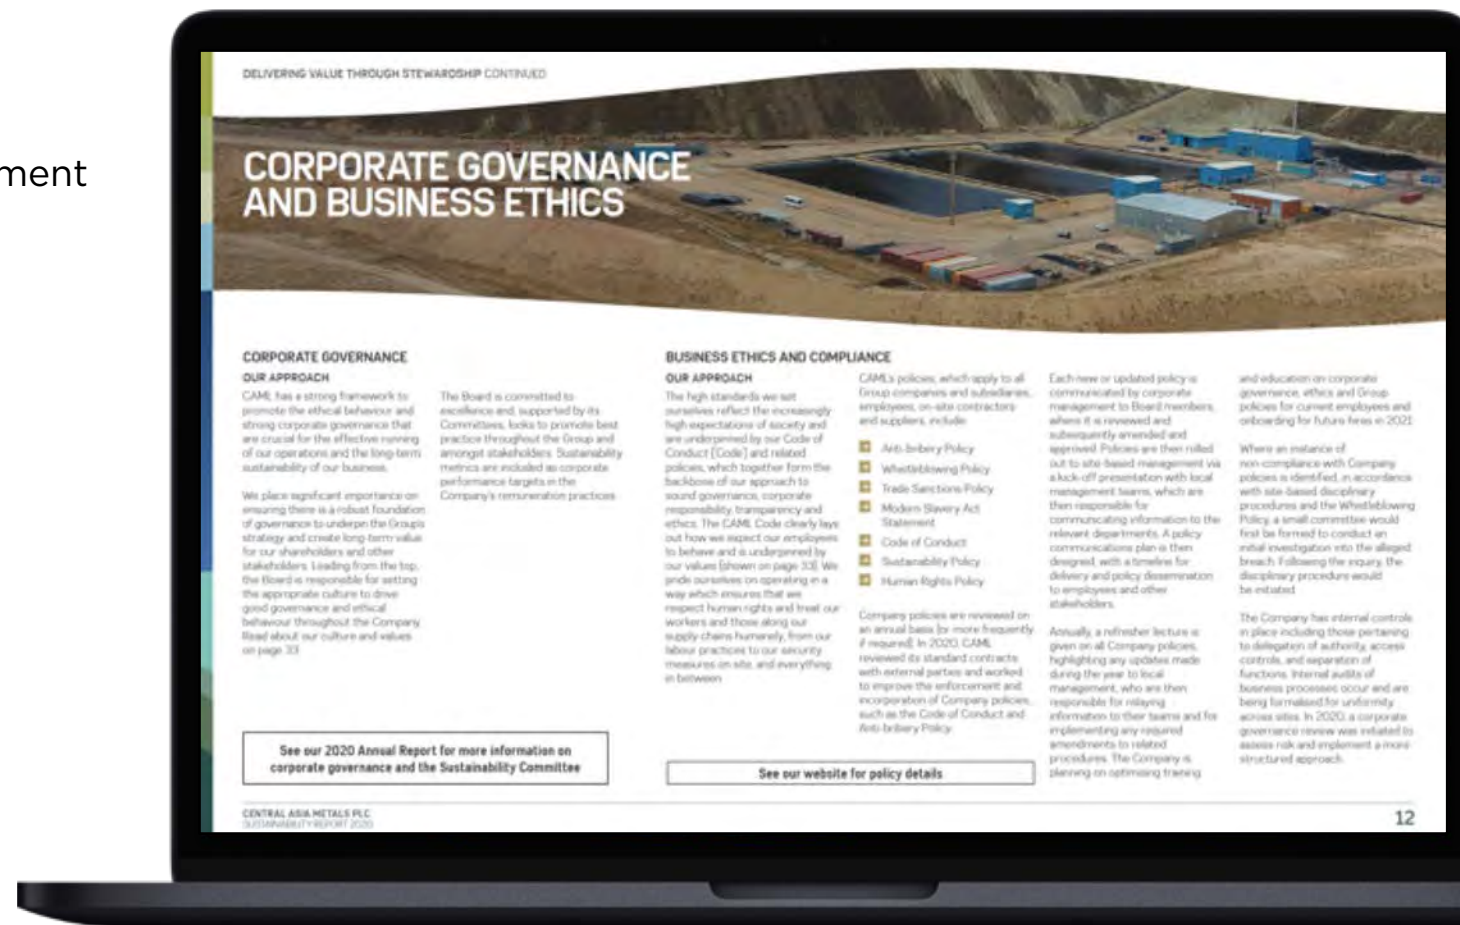 ment
DELIVERING VALUE THROUGH STEWARDSHIP CONTINUED
CORPORATE GOVERNANCE
AND BUSINESS ETHICS
CORPORATE GOVERNANCE
OUR APPROACH
CAML has a strong framework to
promote the ethical behaviour and
strong corporate governance that
are crucial for the effective running
of our operations and the long-term
sustainability of our business.
We place significant importance on
ensuring there is a robust foundation
of governance to underpin the Group's
strategy and create long-term value
for our shareholders and other
stakeholders. Leading from the top,
the Board is responsible for setting
the appropriate culture to drive
good governance and ethical
behaviour throughout the Company.
Read about our culture and values
on page 33
The Board is committed to
excellence and, supported by its
Committees, looks to promote best
practice throughout the Group and
amongst stakeholders. Sustainability
metrics are included as corporate
performance targets in the
Company's remuneration practices.
See our 2020 Annual Report for more information on
corporate governance and the Sustainability Committee
BUSINESS ETHICS AND COMPLIANCE
OUR APPROACH
The high standards we set
ourselves reflect the increasingly
high expectations of society and
are underpinned by our Code of
Conduct (Code) and related
policies, which together form the
backbone of our approach to
sound governance, corporate
responsibility, transparency and
ethics. The CAML Code clearly lays
out how we expect our employees
to behave and is underpinned by
our values (shown on page 33). We
pride ourselves on operating in a
way which ensures that we
respect human rights and treat our
workers and those along our
supply chains humanely, from our
labour practices to our security
measures on site, and everything
in between.
CAML's policies, which apply to all
Group companies and subsidiaries,
employees, on-site contractors
and suppliers, include:
Anti-bribery Policy
Whistleblowing Policy
Trade Sanctions Policy
Modern Slavery Act
Statement
Code of Conduct
Sustainability Policy
Human Rights Policy
Company policies are reviewed on
an annual basis (or more frequently
if required). In 2020, CAML
reviewed its standard contracts
with external parties and worked
to improve the enforcement and
incorporation of Company policies,
such as the Code of Conduct and
Anti-bribery Policy.
See our website for policy details
Each new or updated policy is
communicated by corporate
management to Board members,
where it is reviewed and
subsequently amended and
approved. Policies are then rolled
out to site-based management via
a kick-off presentation with local
management teams, which are
then responsible for
communicating information to the
relevant departments. A policy
communications plan is then
designed, with a timeline for
delivery and policy dissemination
to employees and other
stakeholders.
Annually, a refresher lecture is
given on all Company policies,
highlighting any updates made
during the year to local
management, who are then
responsible for relaying
information to their teams and for
implementing any required
amendments to related
procedures. The Company is
planning on optimising training
and education on corporate
governance, ethics and Group
policies for current employees and
onboarding for future hires in 2021.
Where an instance of
non-compliance with Company
policies is identified, in accordance
with site-based disciplinary
procedures and the Whistleblowing
Policy, a small committee would
first be formed to conduct an
initial investigation into the alleged
breach. Following the inquiry, the
disciplinary procedure would
be initiated.
The Company has internal controls
in place including those pertaining
to delegation of authority, access
controls, and separation of
functions. Internal audits of
business processes occur and are
being formalised for uniformity
across sites. In 2020, a corporate
governance review was initiated to
assess risk and implement a more
structured approach.
CENTRAL ASIA METALS PLC
SUSTAINABILITY REPORT 2020
12